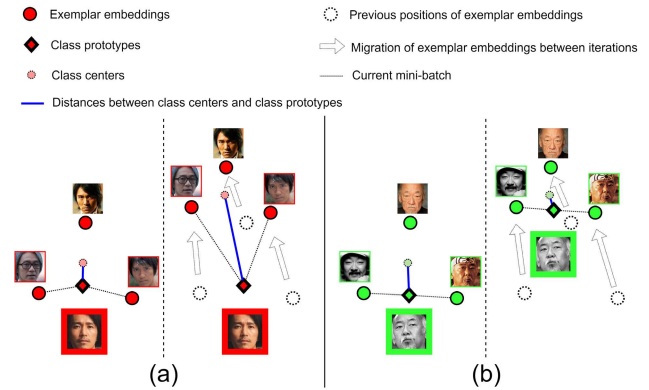 Exemplar embeddings
Previous positions of exemplar embeddings
Class prototypes
Migration of exemplar embeddings between iterations
Class centers
Current mini-batch
Distances between class centers and class prototypes
(a)
(b)